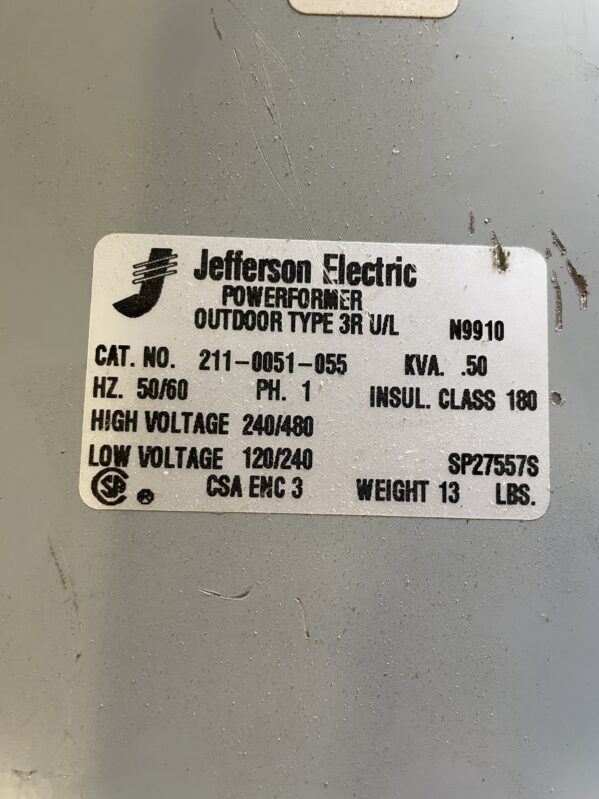 Jefferson Electric
POWERFORMER
OUTDOOR TYPE 3R U/L N9910
CAT. NO. 211-0051-055 KVA. .50
HZ. 50/60 PH. 1 INSUL. CLASS 180
HIGH VOLTAGE 240/480
LOW VOLTAGE 120/240 SP27557S
SA ® CSA ENC 3 WEIGHT 13 LBS.